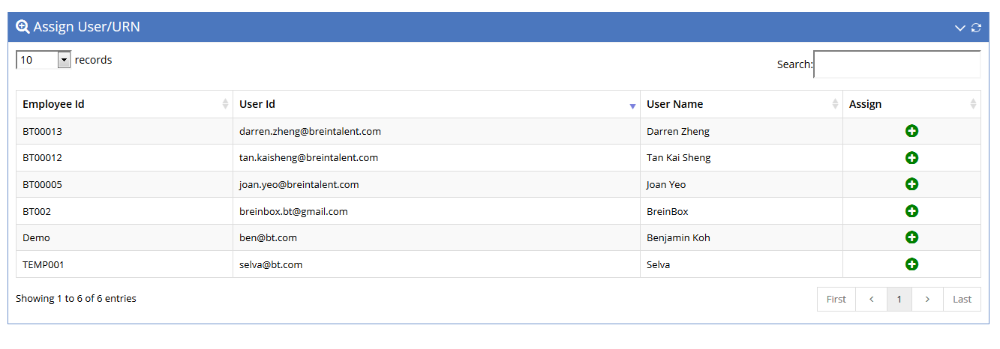 Assign User/URN
10 records
Search:
Employee Id User Id User Name Assign
BT00013 darren.zheng@breintalent.com Darren Zheng
BT00012 tan.kaisheng@breintalent.com Tan Kai Sheng
BT00005 joan.yeo@breintalent.com Joan Yeo
BT002 breinbox.bt@gmail.com BreinBox
Demo ben@bt.com Benjamin Koh
TEMP001 selva@bt.com Selva
Showing 1 to 6 of 6 entries First < 1 > Last